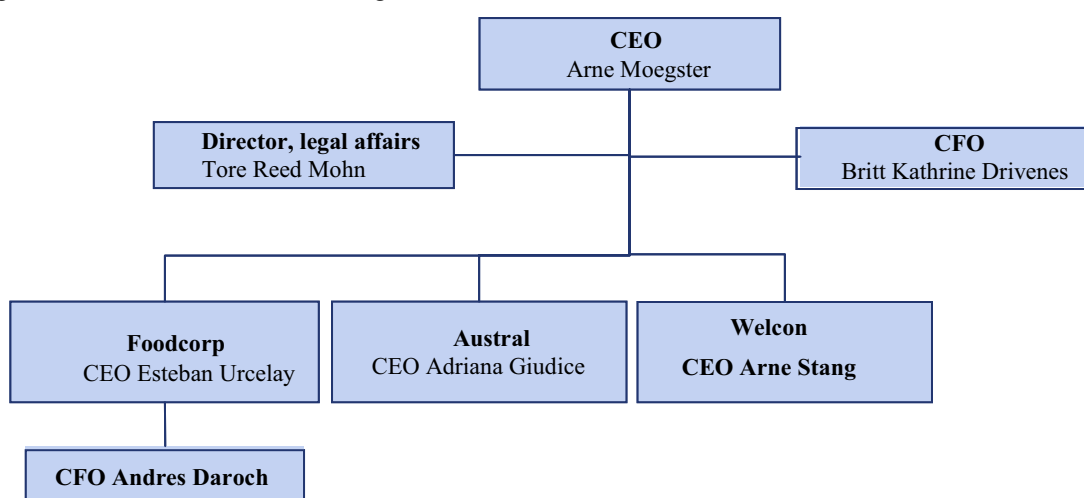 CEO
Arne Moegster
Director, legal affairs
Tore Reed Mohn
CFO
Britt Kathrine Drivenes
Foodcorp
CEO Esteban Urcelay
Austral
CEO Adriana Giudice
Welcon
CEO Arne Stang
CFO Andres Daroch